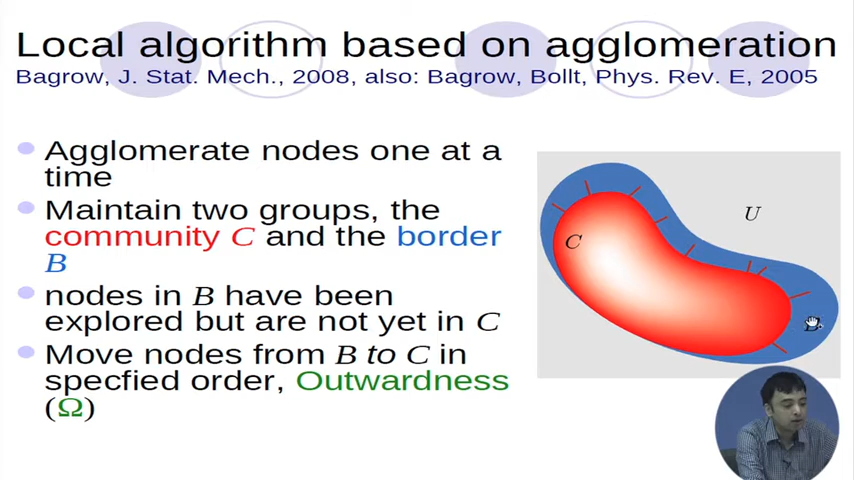 Local algorithm based on agglomeration
Bagrow, J. Stat. Mech., 2008, also: Bagrow, Bollt, Phys. Rev. E, 2005
Agglomerate nodes one at a
time
Maintain two groups, the
community C and the border
B
nodes in B have been
explored but are not yet in C
Move nodes from B to C in
specfied order, Outwardness
(Ω)
U
C
B